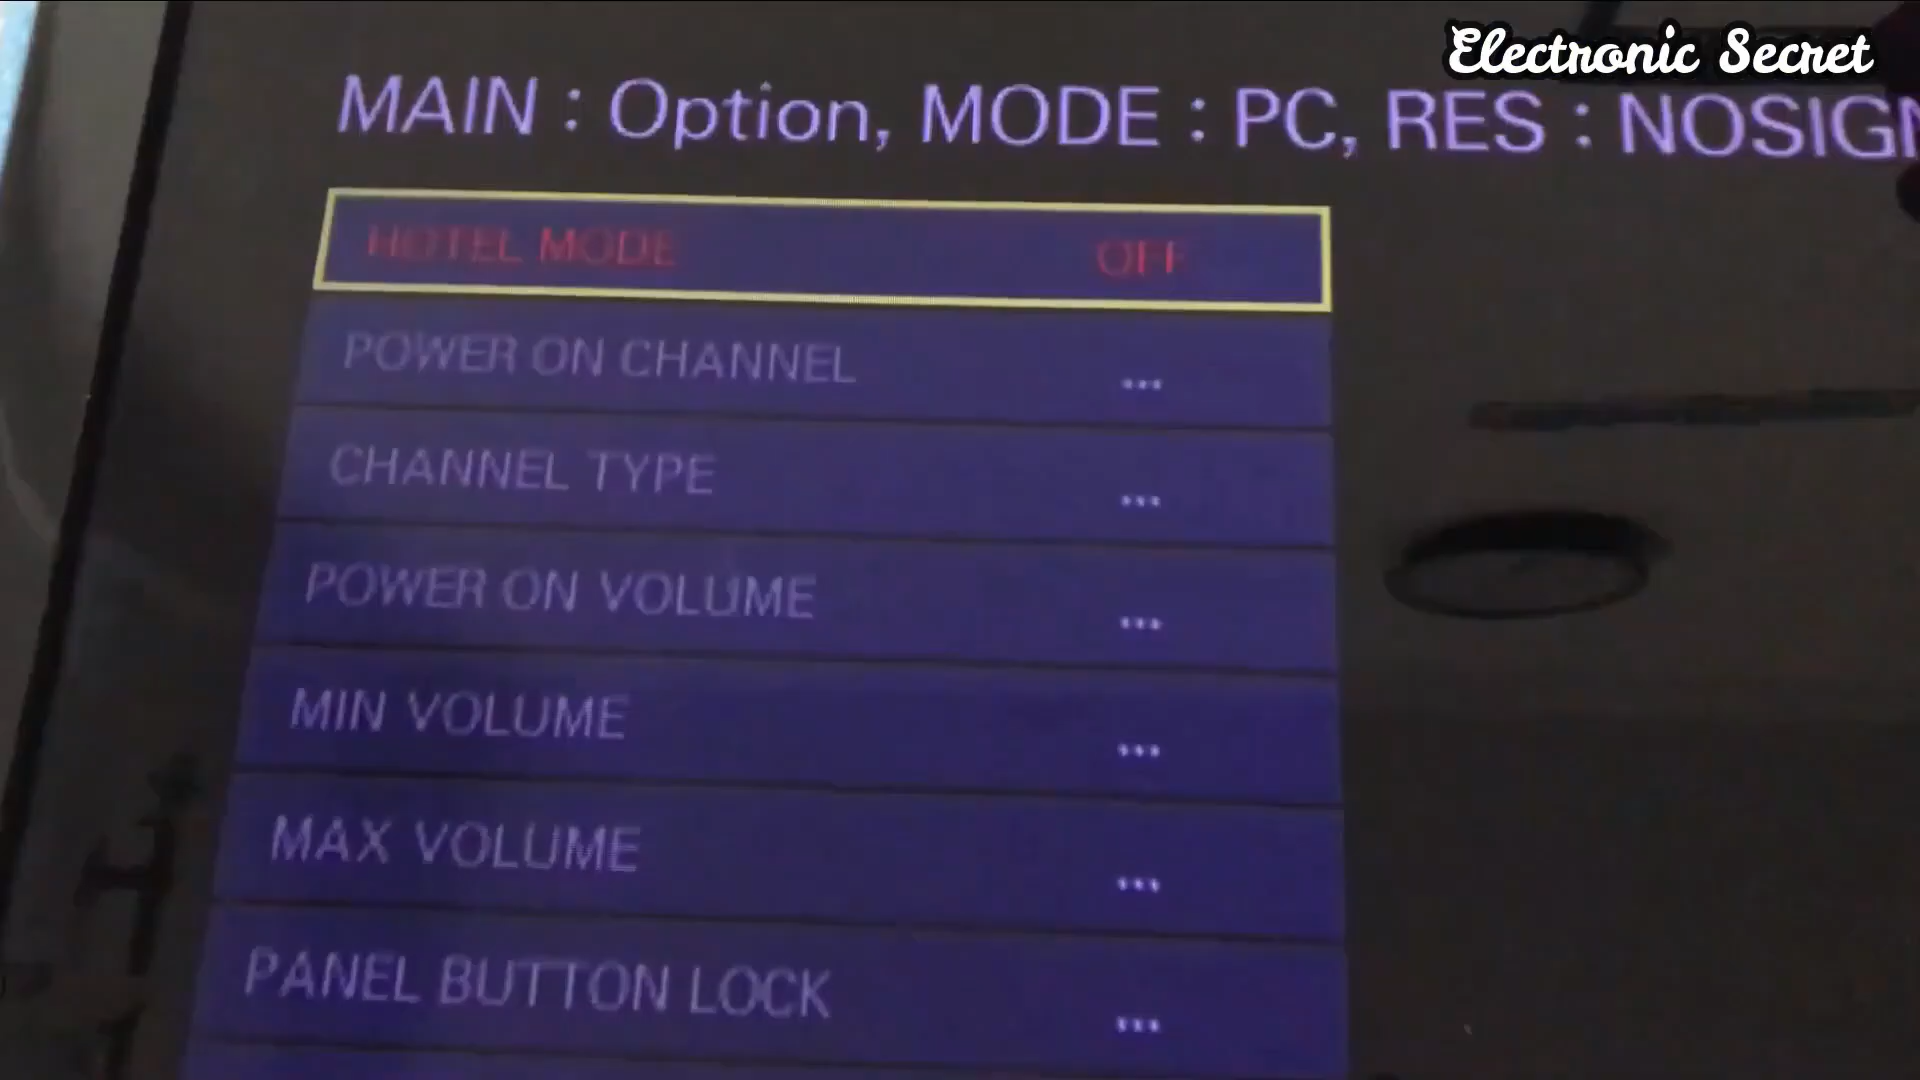 Electronic Secret
MAIN : Option, MODE : PC, RES : NOSIGN
HOTEL MODE OFF
POWER ON CHANNEL ...
CHANNEL TYPE ...
POWER ON VOLUME ...
MIN VOLUME ...
MAX VOLUME ...
PANEL BUTTON LOCK ...